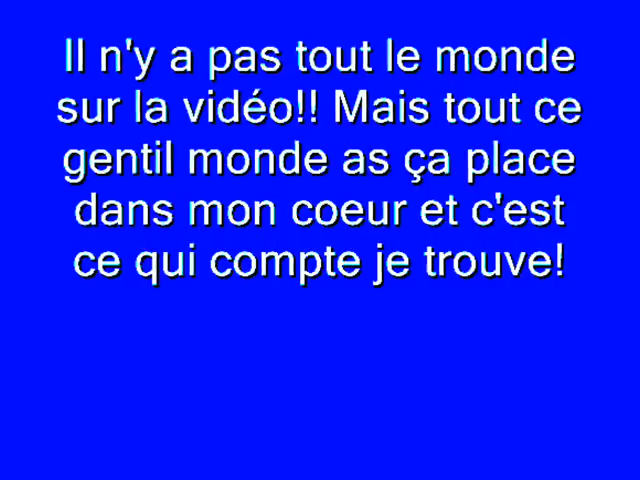 Il n'y a pas tout le monde
sur la vidéo!! Mais tout ce
gentil monde as ça place
dans mon coeur et c'est
ce qui compte je trouve!